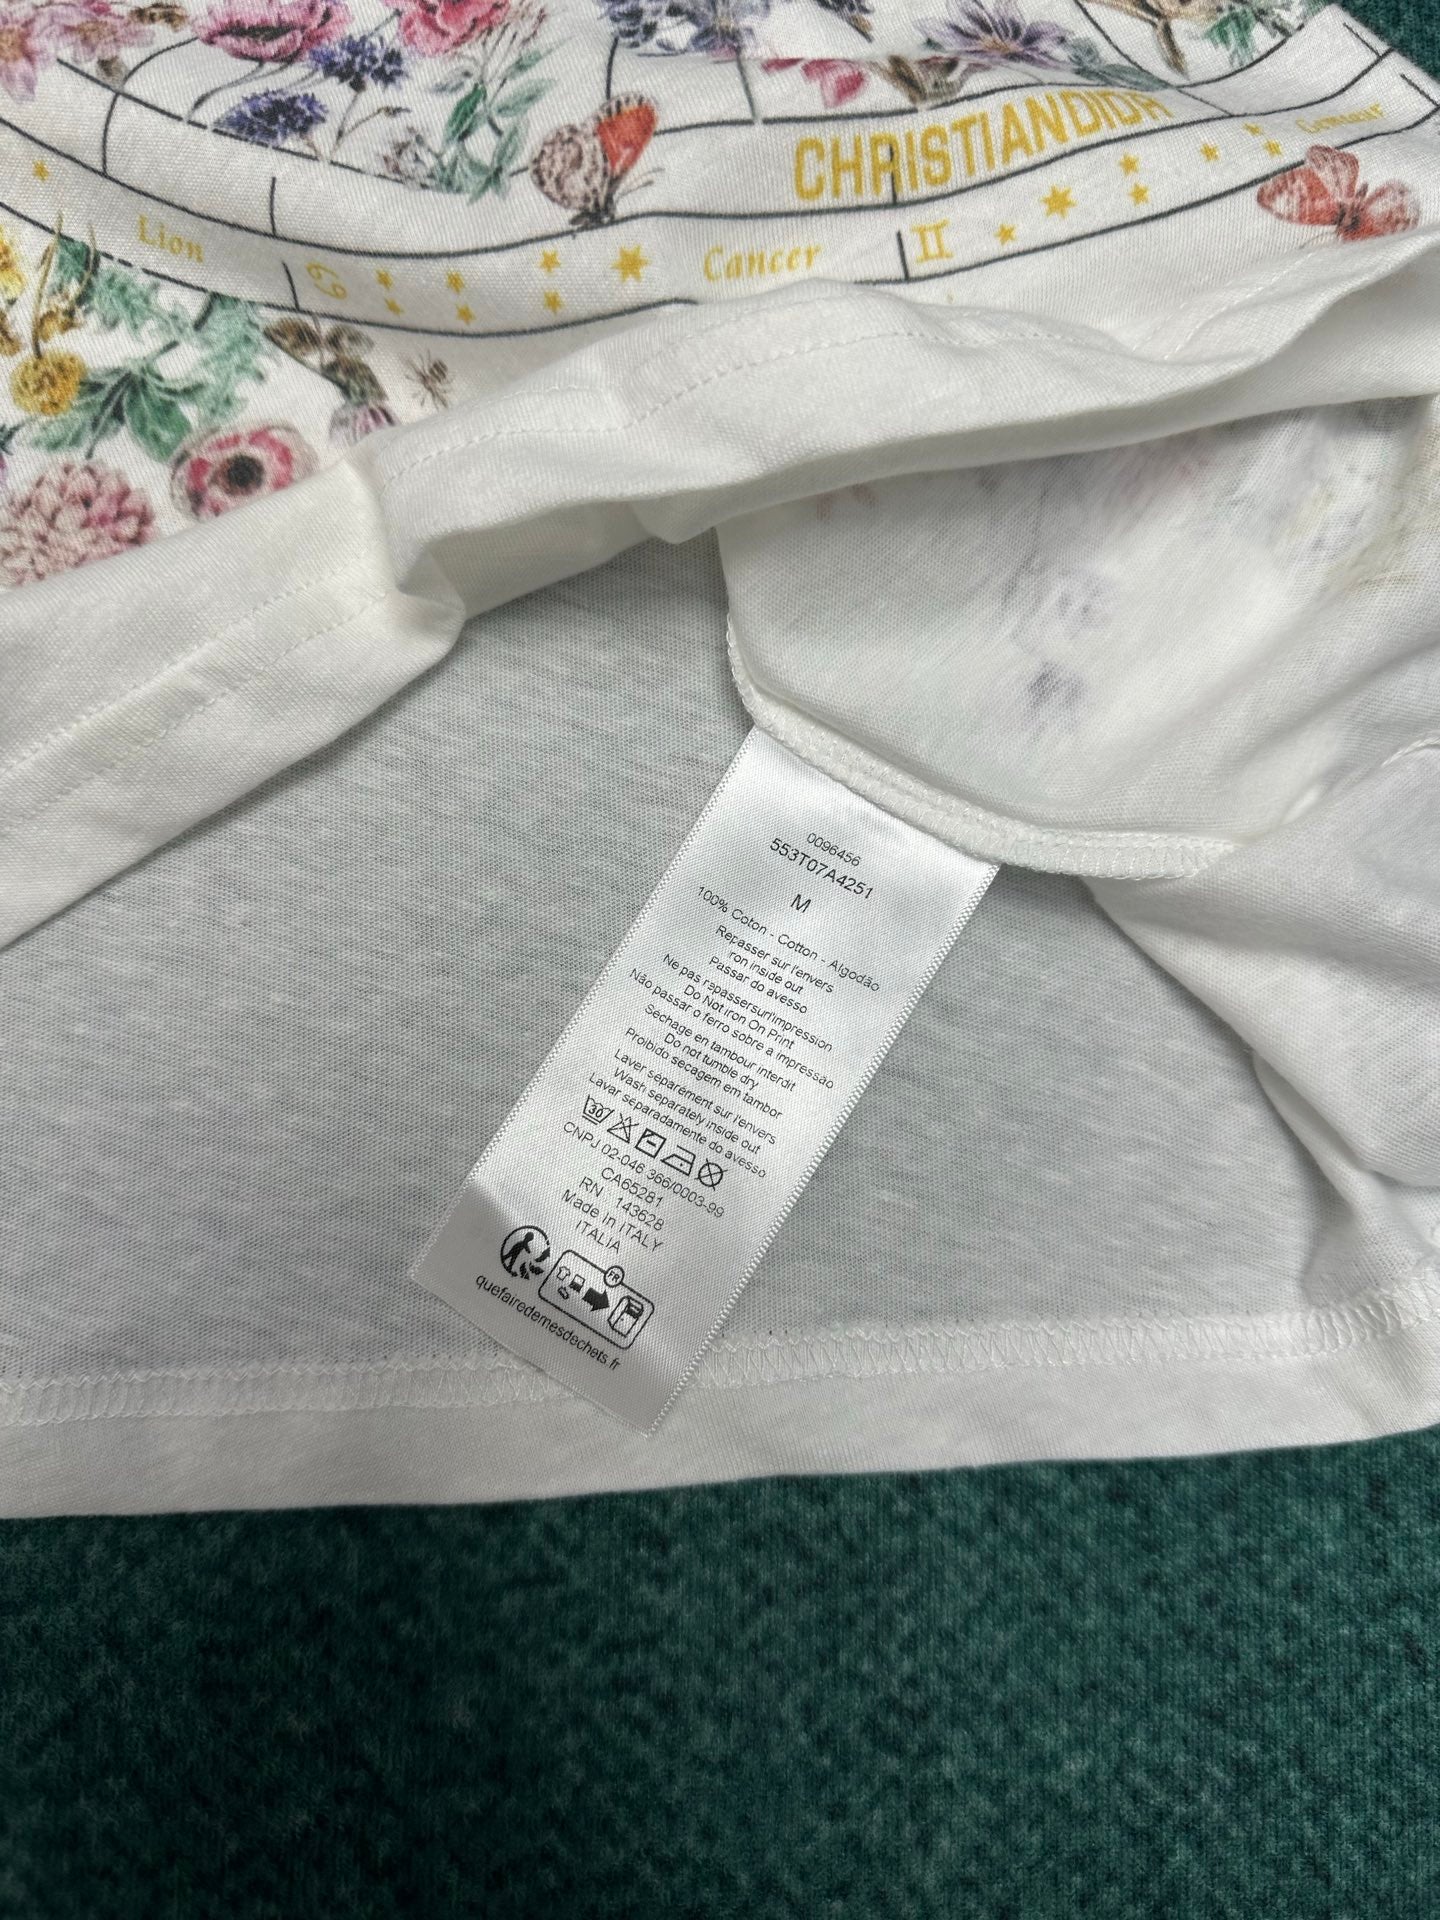 CHRISTIANDIOR
Lion
Cancer
0096456
553T07A4251
M
100% Coton - Cotton - Algodão
Repasser sur l'envers
Iron inside out
Passar do avesso
Ne pas repassersurl'impression
Do Not Iron On Print
Não passar o ferro sobre a impressão
Séchage en tambour interdit
Do not tumble dry
Proibido secagem em tambor
Laver séparément sur l'envers
Wash separately inside out
Lavar separadamente do avesso
30
CNPJ 02-046 366/0003-99
CA65281
RN 143628
Made in ITALY
ITALIA
FR
quefairedemesdechets.fr